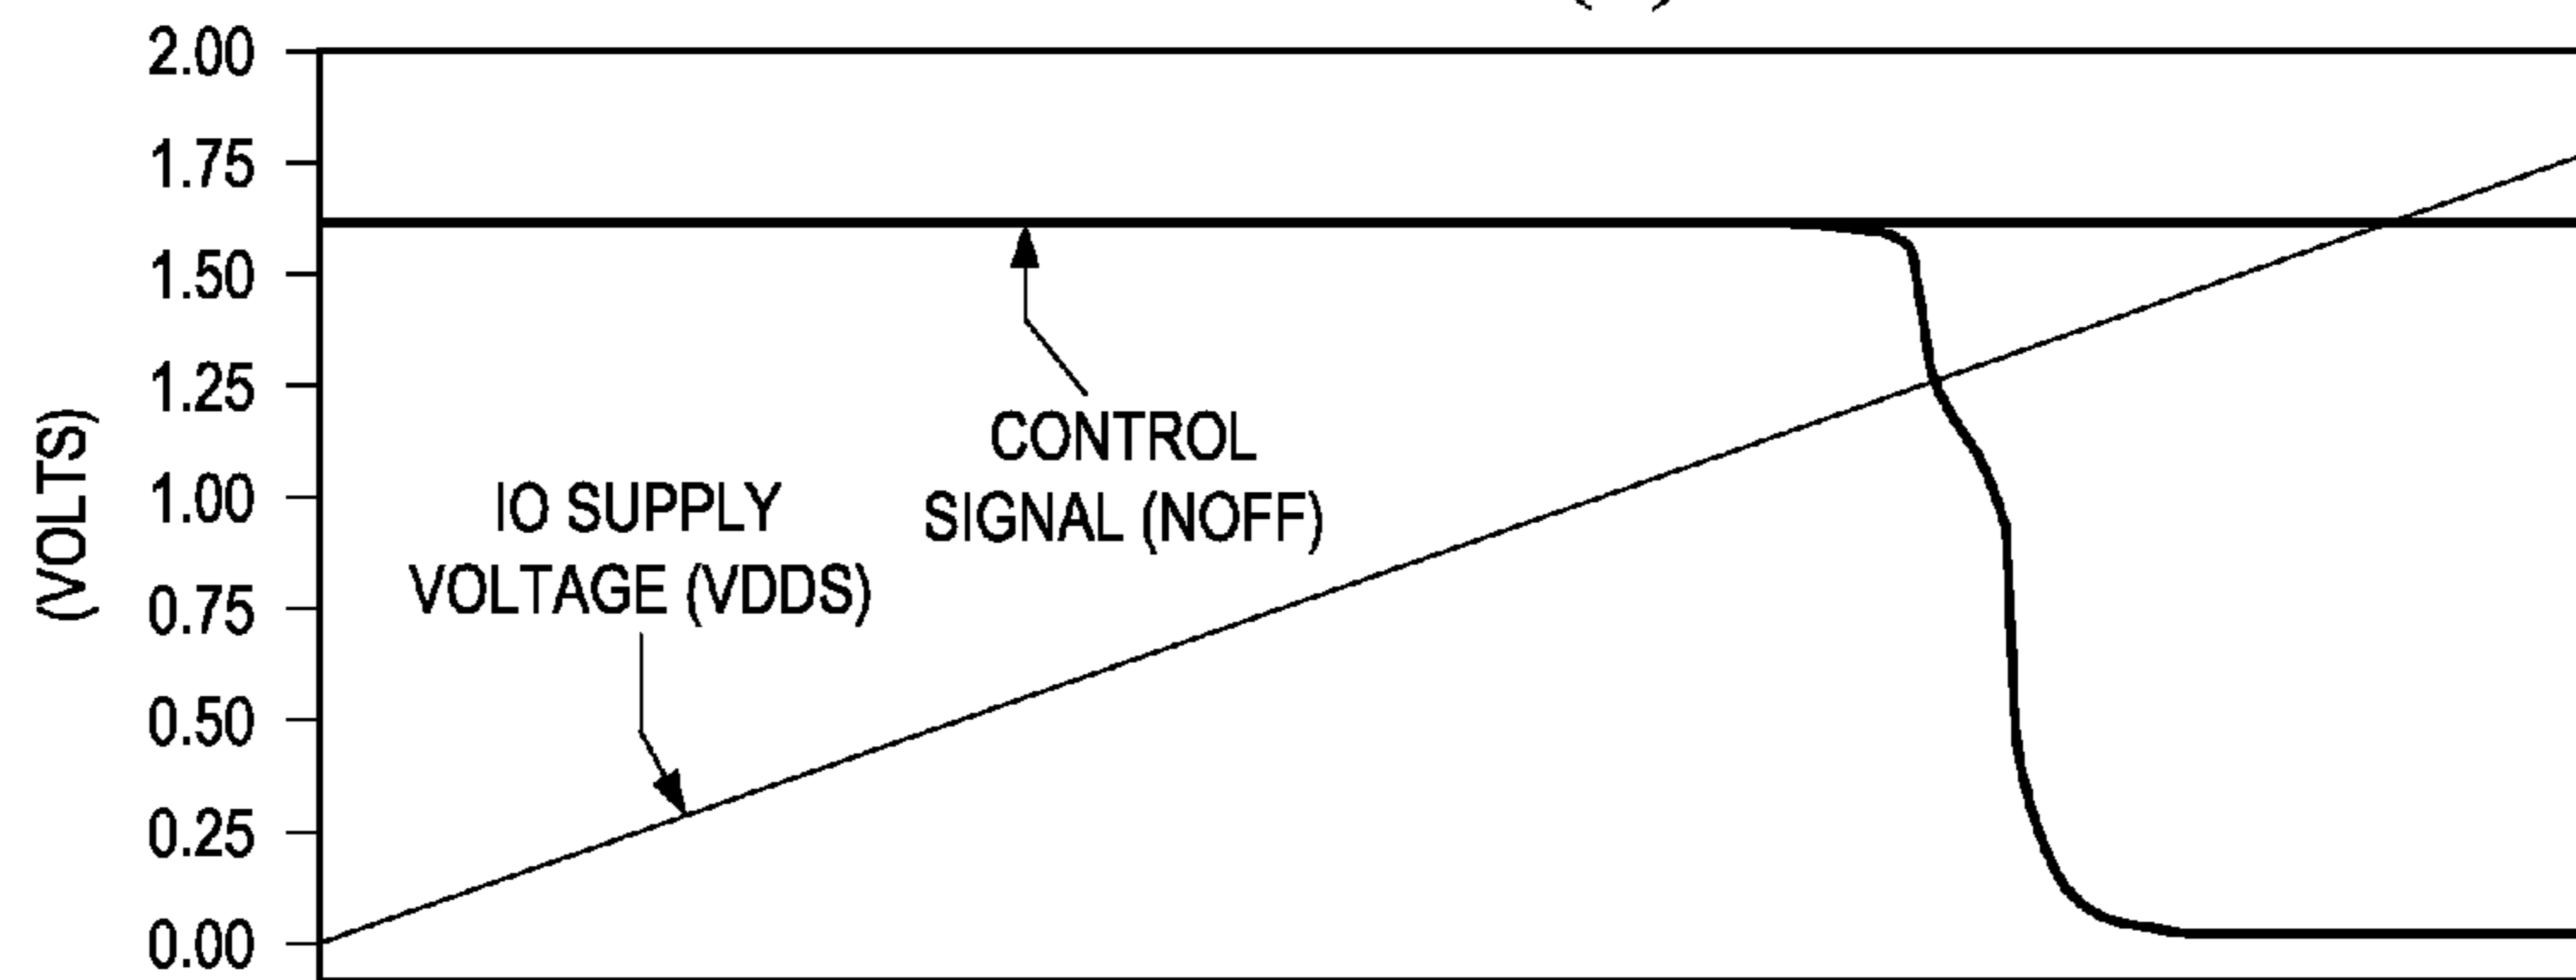 2.00
1.75
1.50
1.25
1.00
0.75
0.50
0.25
0.00
(VOLTS)
CONTROL
SIGNAL (NOFF)
IO SUPPLY
VOLTAGE (VDDS)